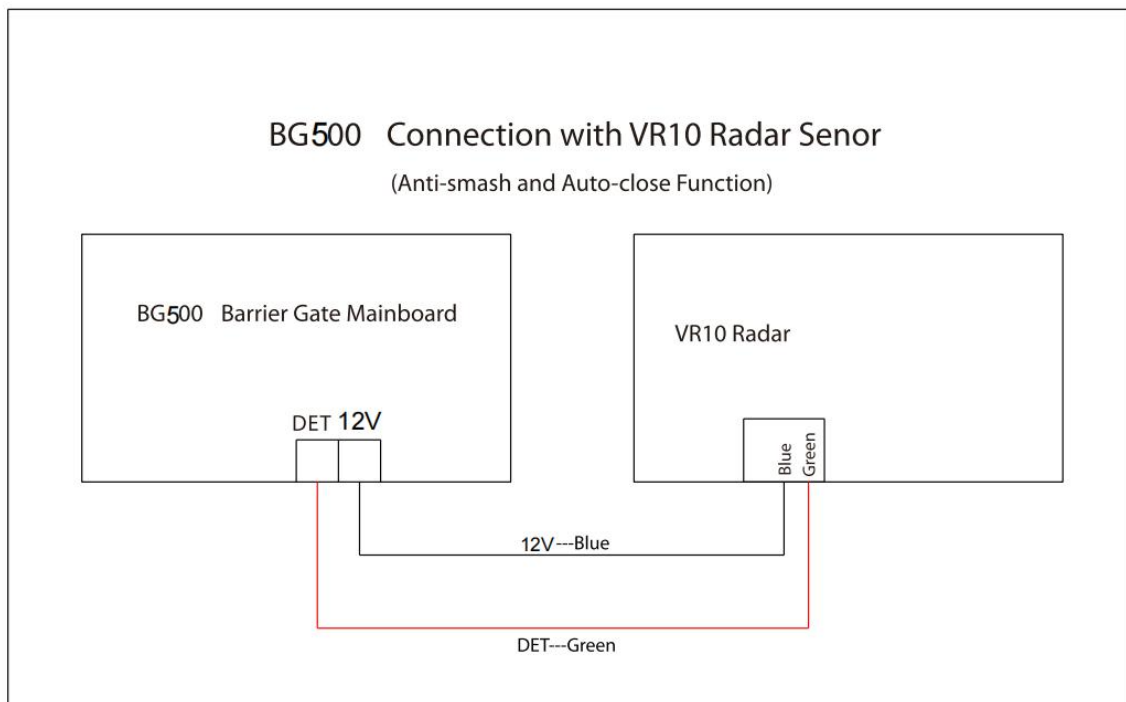 BG500 Connection with VR10 Radar Senor
(Anti-smash and Auto-close Function)
BG500 Barrier Gate Mainboard
VR10 Radar
DET 12V
Blue
Green
12V---Blue
DET---Green